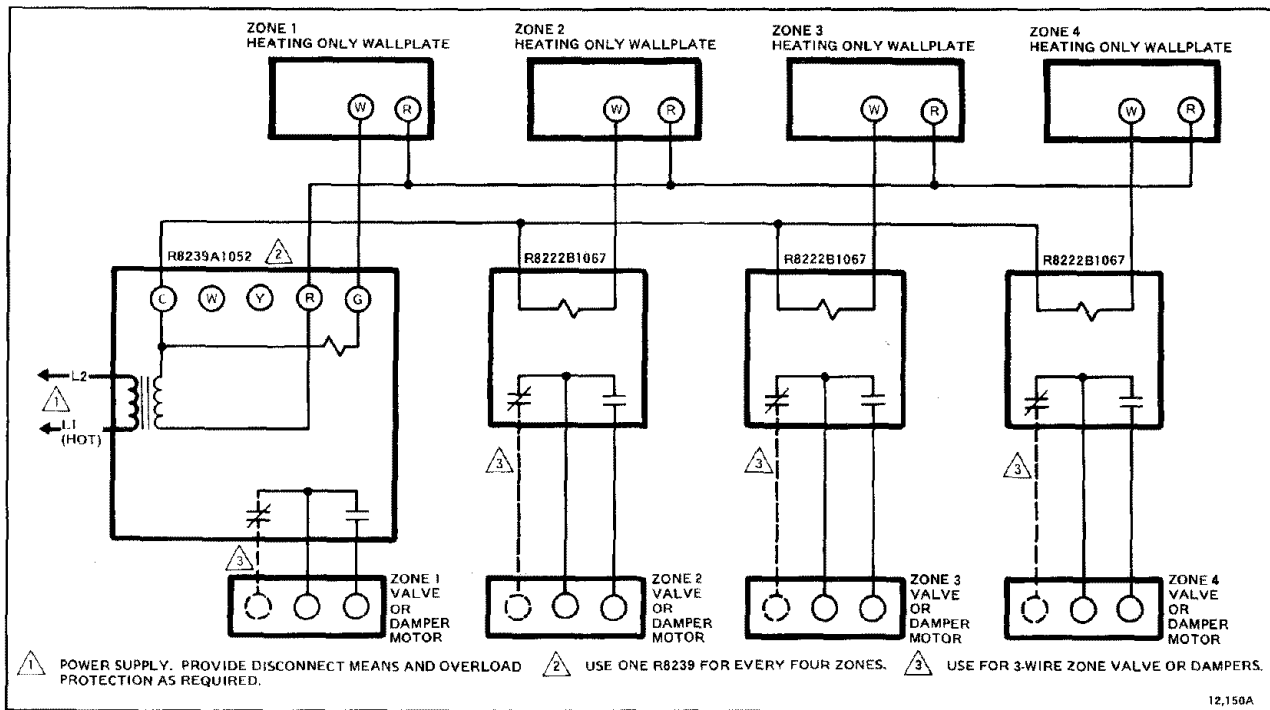 ZONE 1
HEATING ONLY WALLPLATE
ZONE 2
HEATING ONLY WALLPLATE
ZONE 3
HEATING ONLY WALLPLATE
ZONE 4
HEATING ONLY WALLPLATE
W R
W R
W R
W R
R8239A1052 2
R8222B1067
R8222B1067
R8222B1067
C W Y R G
L2
1
L1
(HOT)
3
3
3
3
ZONE 1
VALVE
OR
DAMPER
MOTOR
ZONE 2
VALVE
OR
DAMPER
MOTOR
ZONE 3
VALVE
OR
DAMPER
MOTOR
ZONE 4
VALVE
OR
DAMPER
MOTOR
1 POWER SUPPLY. PROVIDE DISCONNECT MEANS AND OVERLOAD
PROTECTION AS REQUIRED.
2 USE ONE R8239 FOR EVERY FOUR ZONES.
3 USE FOR 3-WIRE ZONE VALVE OR DAMPERS.
12,150A